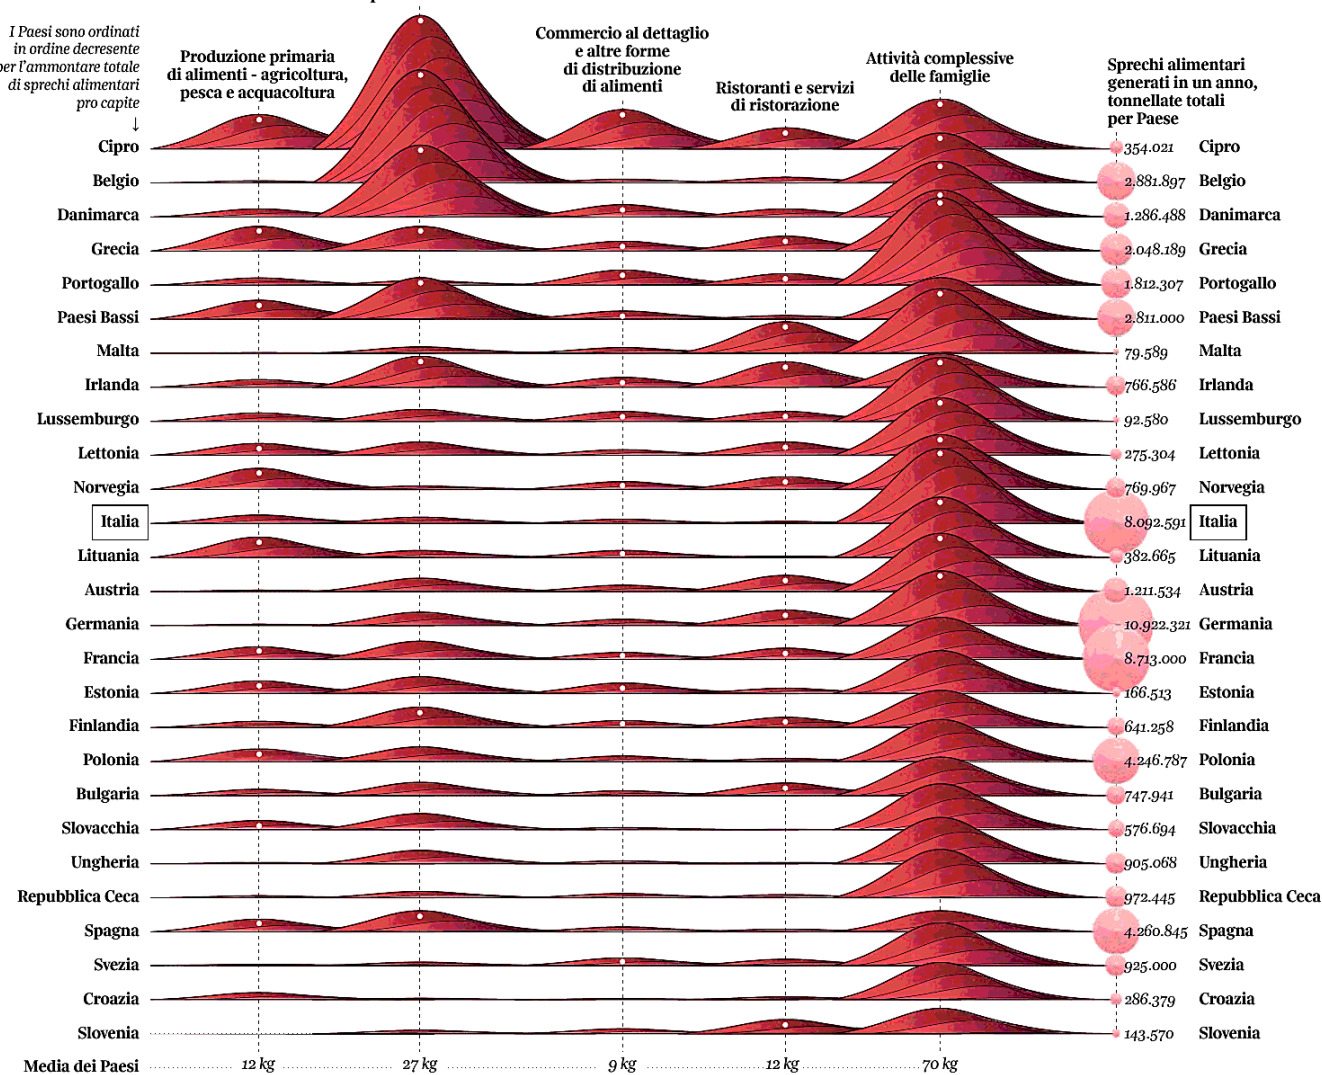 I Paesi sono ordinati
in ordine decresente
per l'ammontare totale
di sprechi alimentari
pro capite
↓
Produzione primaria
di alimenti - agricoltura,
pesca e acquacoltura
Commercio al dettaglio
e altre forme
di distribuzione
di alimenti
Ristoranti e servizi
di ristorazione
Attività complessive
delle famiglie
Sprechi alimentari
generati in un anno,
tonnellate totali
per Paese
Cipro 354.021 Cipro
Belgio 2.881.897 Belgio
Danimarca 1.286.488 Danimarca
Grecia 2.048.189 Grecia
Portogallo 1.812.307 Portogallo
Paesi Bassi 2.811.000 Paesi Bassi
Malta 79.589 Malta
Irlanda 766.586 Irlanda
Lussemburgo 92.580 Lussemburgo
Lettonia 275.304 Lettonia
Norvegia 769.967 Norvegia
Italia 8.092.591 Italia
Lituania 382.665 Lituania
Austria 1.211.534 Austria
Germania 10.922.321 Germania
Francia 8.713.000 Francia
Estonia 166.513 Estonia
Finlandia 641.258 Finlandia
Polonia 4.246.787 Polonia
Bulgaria 747.941 Bulgaria
Slovacchia 576.694 Slovacchia
Ungheria 905.068 Ungheria
Repubblica Ceca 972.445 Repubblica Ceca
Spagna 4.260.845 Spagna
Svezia 925.000 Svezia
Croazia 286.379 Croazia
Slovenia 143.570 Slovenia
Media dei Paesi 12 kg 27 kg 9 kg 12 kg 70 kg